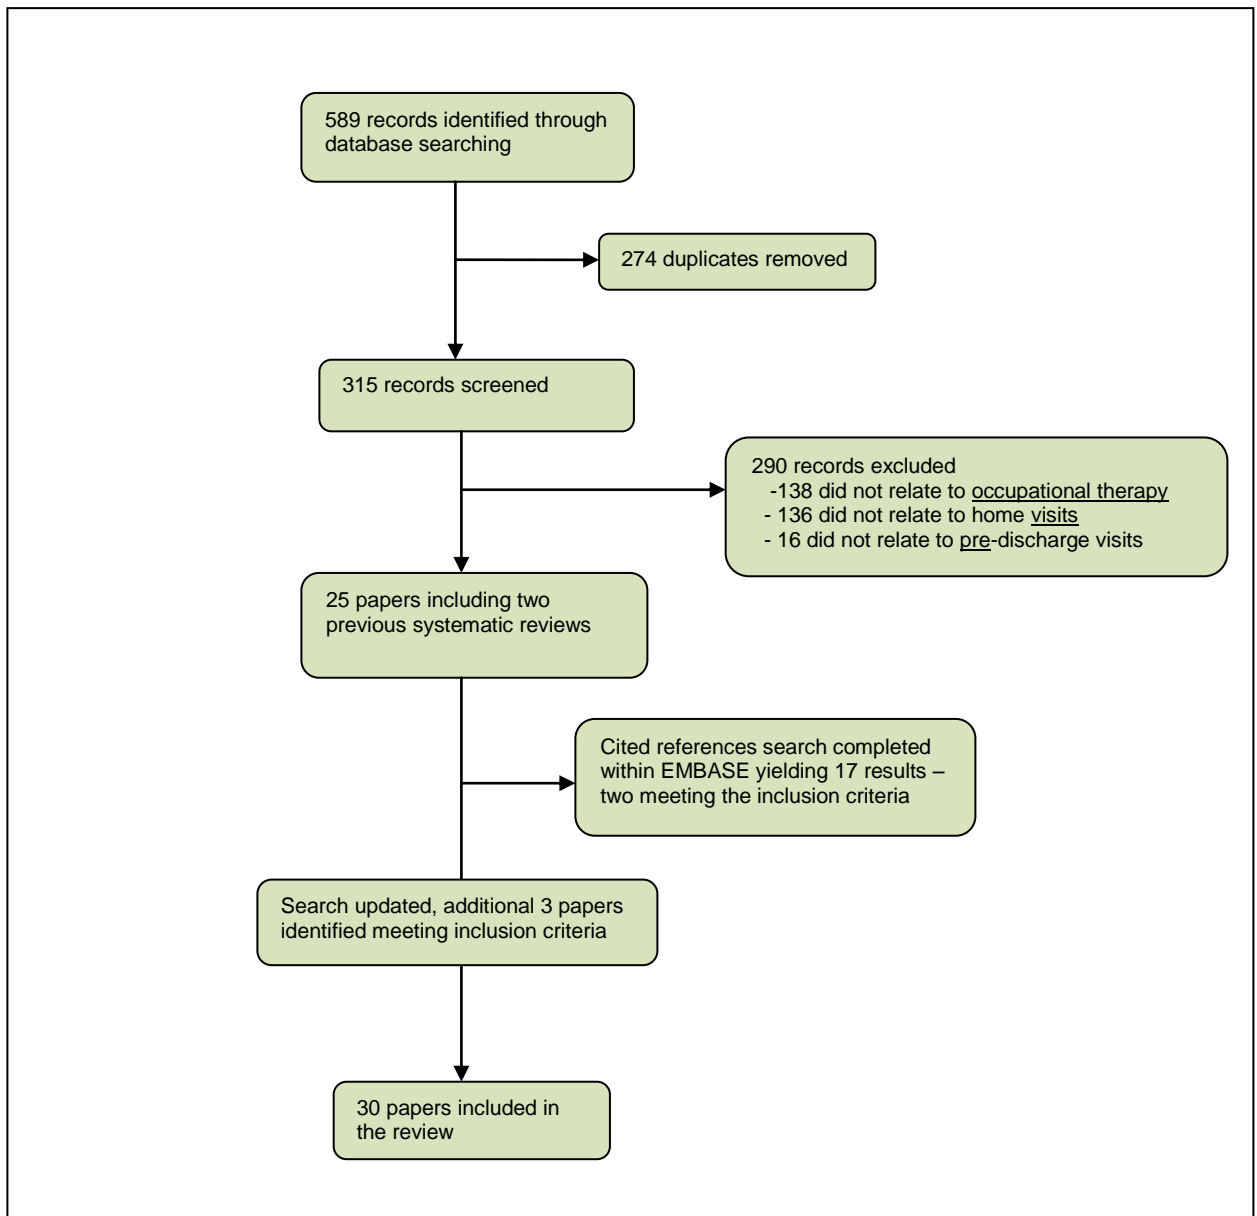 589 records identified through
database searching
274 duplicates removed
315 records screened
290 records excluded
-138 did not relate to occupational therapy
- 136 did not relate to home visits
- 16 did not relate to pre-discharge visits
25 papers including two
previous systematic reviews
Cited references search completed
within EMBASE yielding 17 results –
two meeting the inclusion criteria
Search updated, additional 3 papers
identified meeting inclusion criteria
30 papers included in
the review